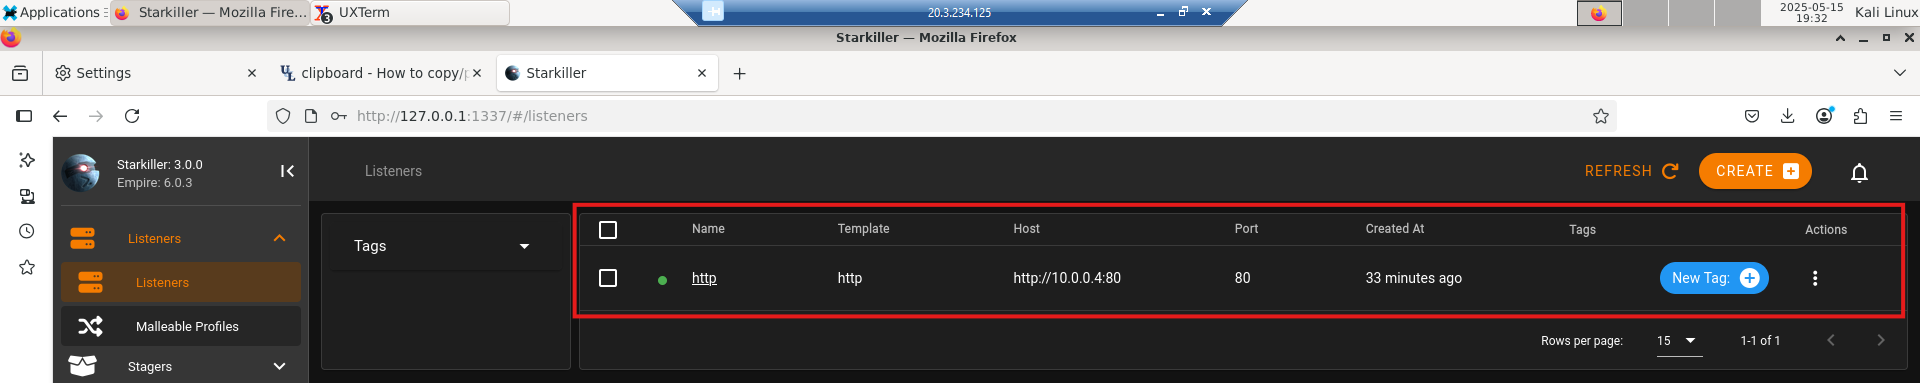 Applications
Starkiller — Mozilla Fire...
3
UXTerm
20.3.234.125
2025-05-15
19:32
Kali Linux
Starkiller — Mozilla Firefox
Settings
clipboard - How to copy/
Starkiller
http://127.0.0.1:1337/#/listeners
Starkiller: 3.0.0
Empire: 6.0.3
Listeners
REFRESH
CREATE
Listeners
Listeners
Malleable Profiles
Stagers
Tags
Name Template Host Port Created At Tags Actions
http http http://10.0.0.4:80 80 33 minutes ago New Tag:
Rows per page: 15 1-1 of 1